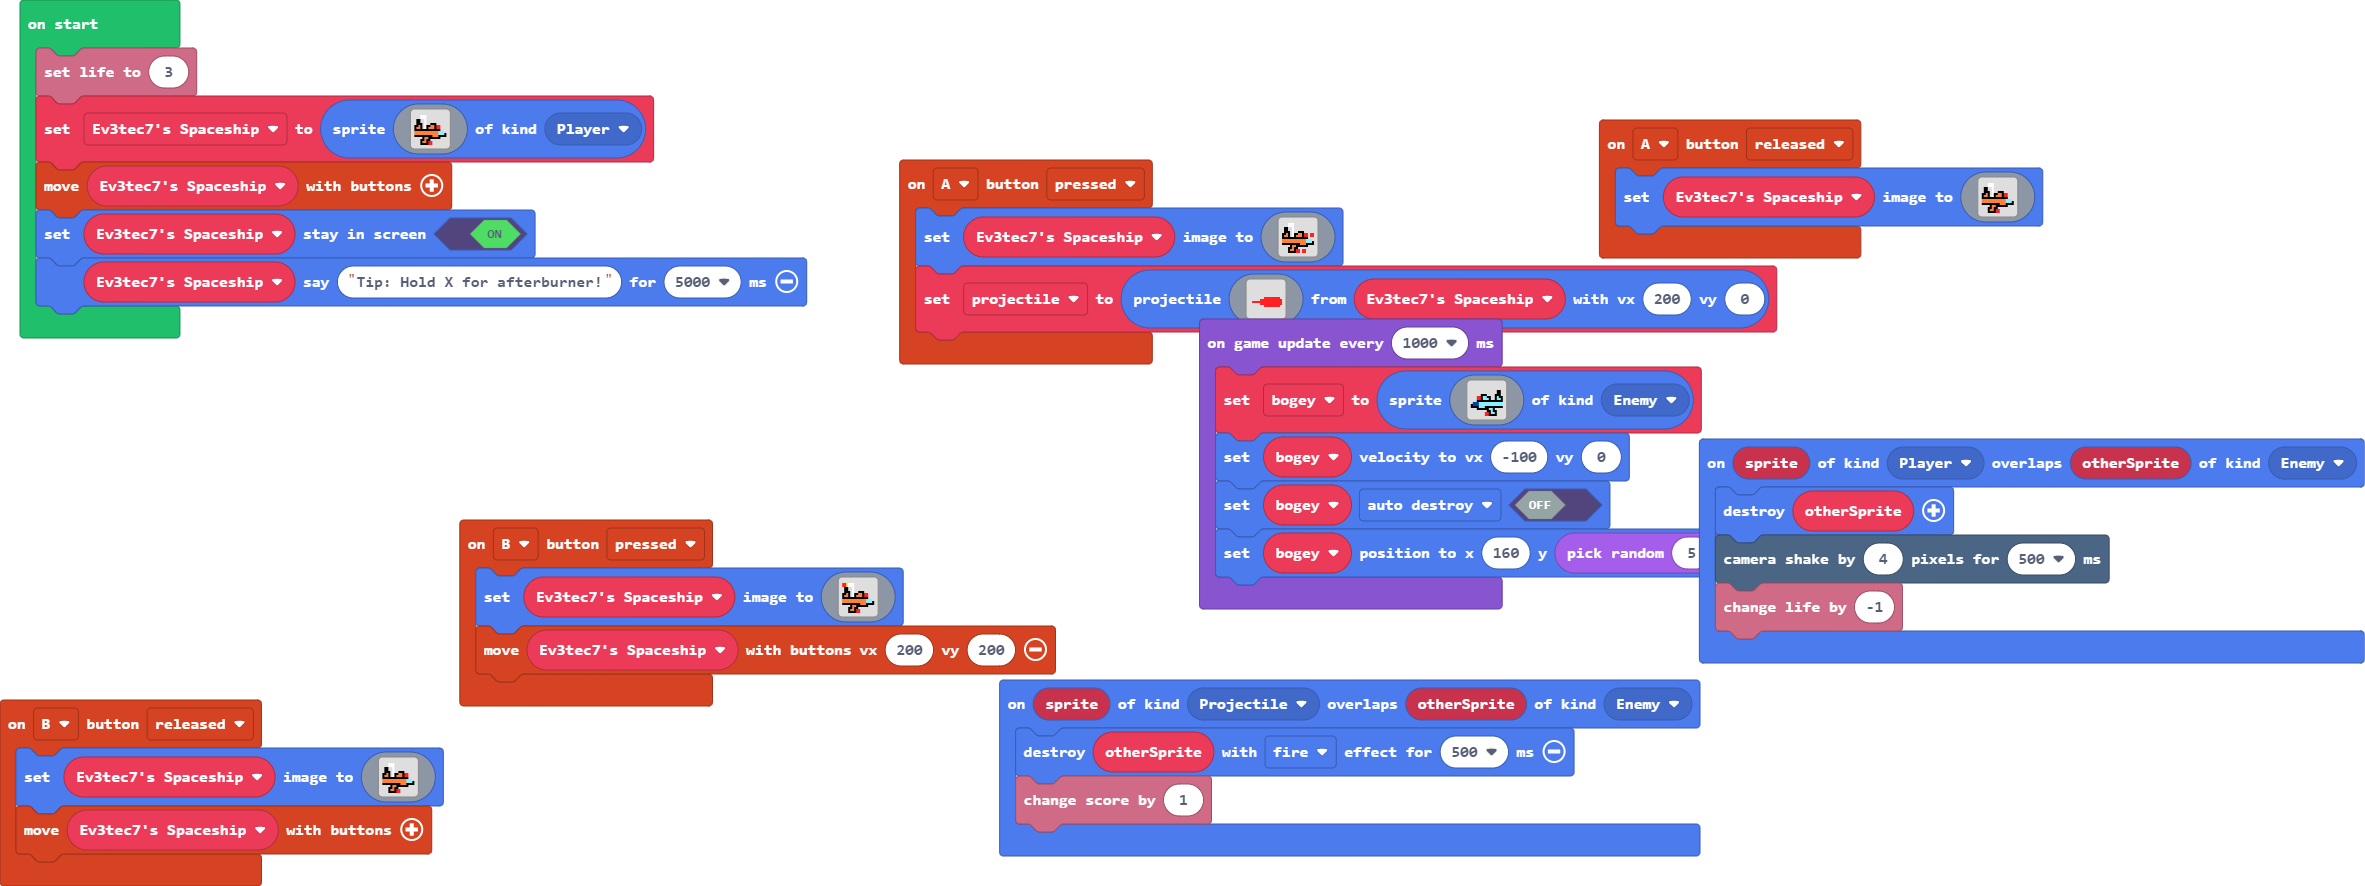 on start
set life to 3
set Ev3tec7's Spaceship to sprite of kind Player
move Ev3tec7's Spaceship with buttons
set Ev3tec7's Spaceship stay in screen ON
Ev3tec7's Spaceship say "Tip: Hold X for afterburner!" for 5000 ms
on A button pressed
set Ev3tec7's Spaceship image to
set projectile to projectile from Ev3tec7's Spaceship with vx 200 vy 0
on A button released
set Ev3tec7's Spaceship image to
on game update every 1000 ms
set bogey to sprite of kind Enemy
set bogey velocity to vx -100 vy 0
set bogey auto destroy OFF
set bogey position to x 160 y pick random 5
on sprite of kind Player overlaps otherSprite of kind Enemy
destroy otherSprite
camera shake by 4 pixels for 500 ms
change life by -1
on B button pressed
set Ev3tec7's Spaceship image to
move Ev3tec7's Spaceship with buttons vx 200 vy 200
on B button released
set Ev3tec7's Spaceship image to
move Ev3tec7's Spaceship with buttons
on sprite of kind Projectile overlaps otherSprite of kind Enemy
destroy otherSprite with fire effect for 500 ms
change score by 1